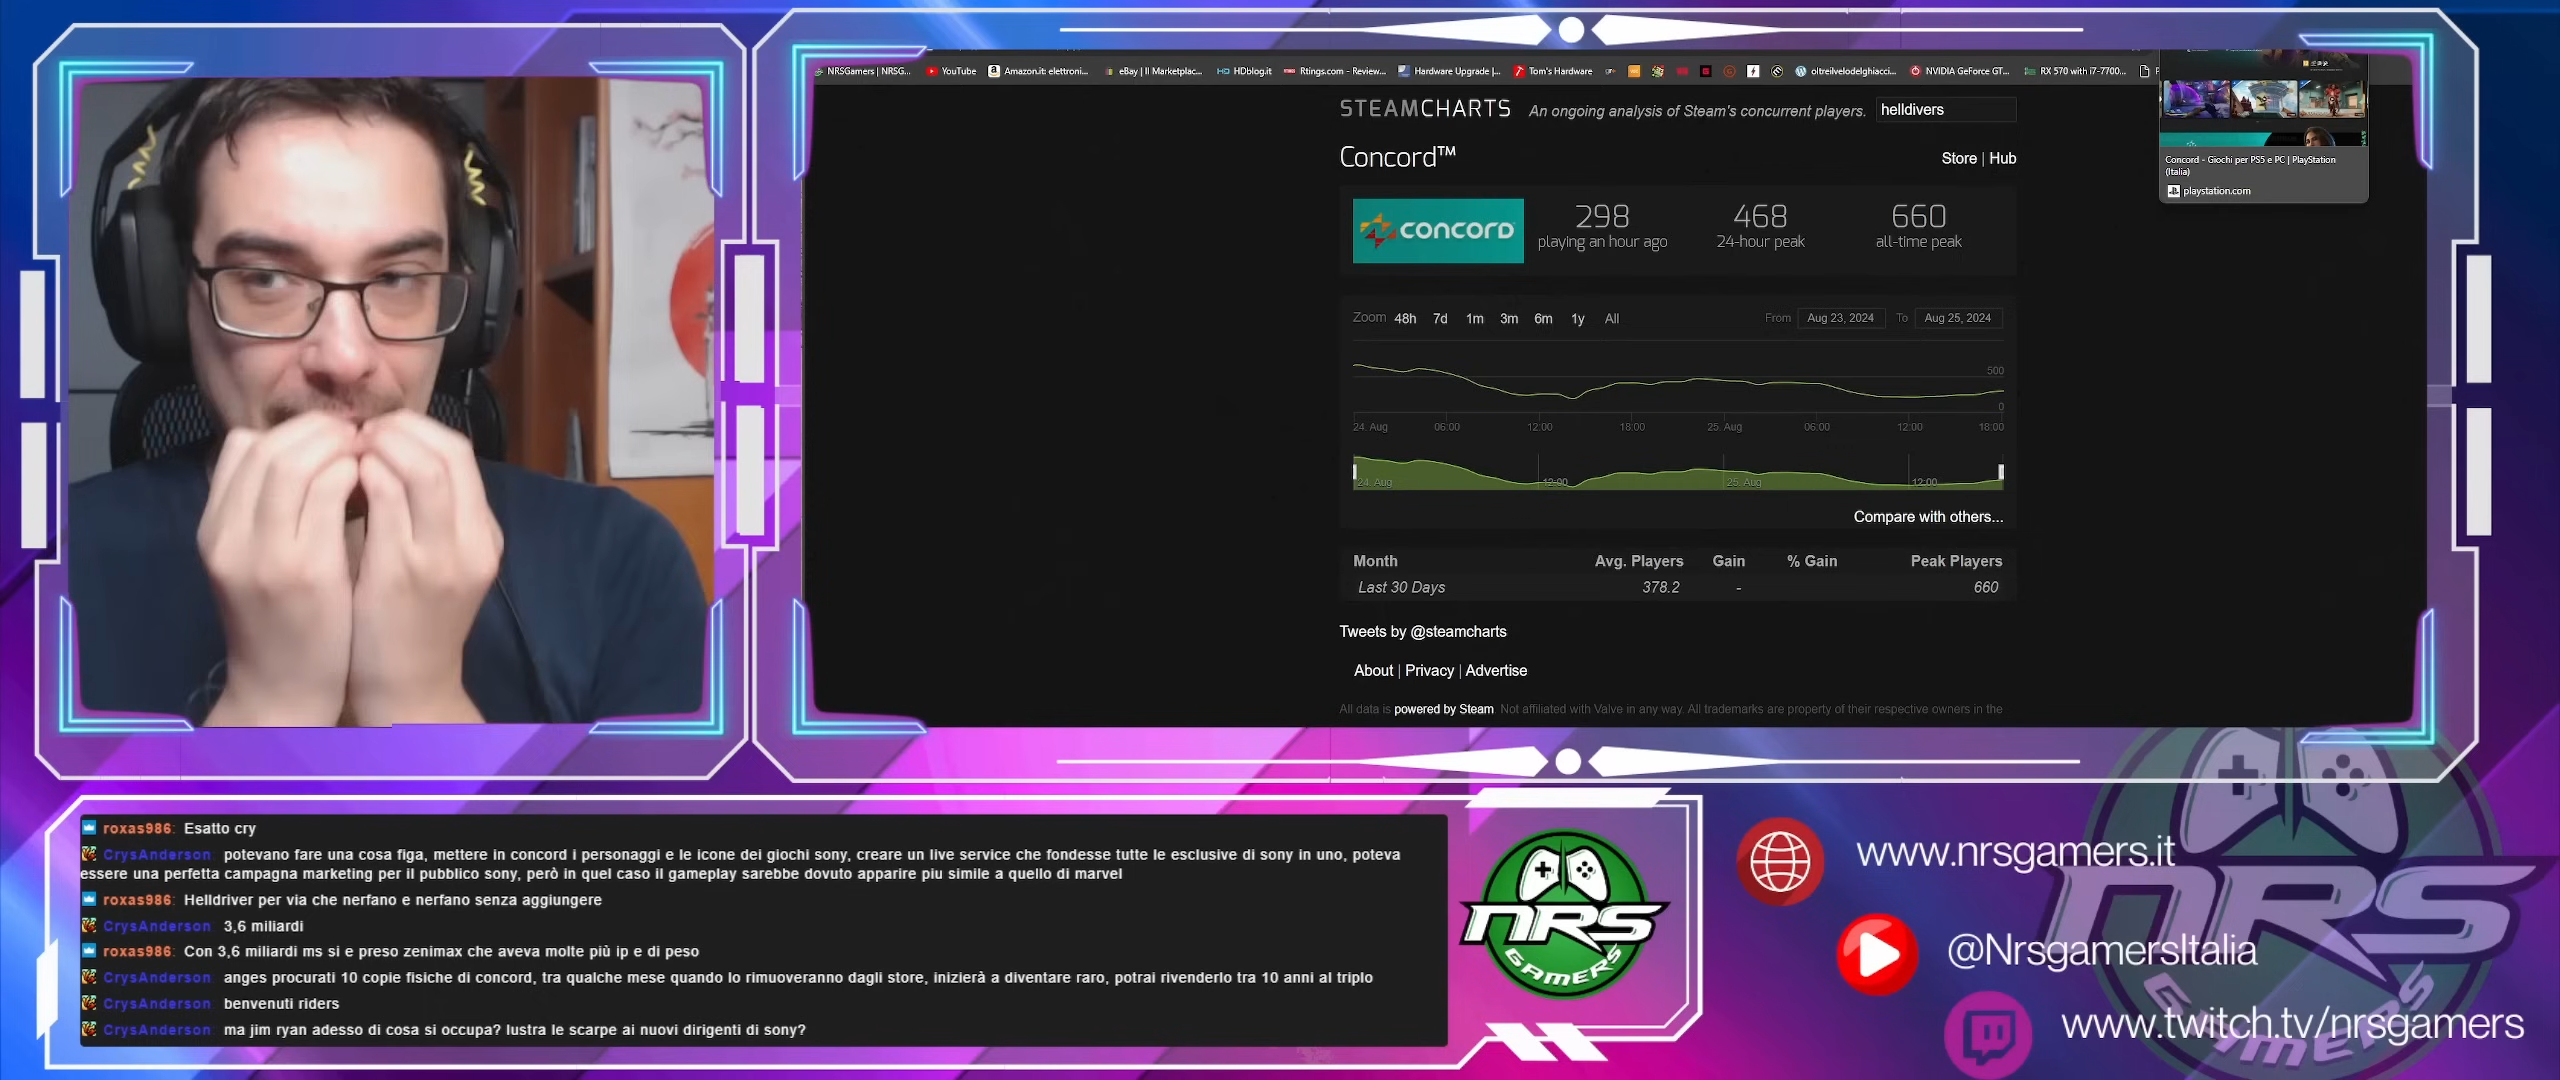 NRSGamers | NRSG... YouTube Amazon.it: elettroni... eBay | Il Marketplac... HDblog.it Rtings.com - Review... Hardware Upgrade |... Tom's Hardware oltreilvelodelghiacci... NVIDIA GeForce GT... RX 570 with i7-7700...
STEAMCHARTS An ongoing analysis of Steam's concurrent players. helldivers
Concord™ Store | Hub
Concord - Giochi per PS5 e PC | PlayStation
(Italia)
playstation.com
CONCORD
298 468 660
playing an hour ago 24-hour peak all-time peak
Zoom 48h 7d 1m 3m 6m 1y All From Aug 23, 2024 To Aug 25, 2024
500
0
24. Aug 06:00 12:00 18:00 25. Aug 06:00 12:00 18:00
24. Aug 12:00 25. Aug 12:00
Compare with others...
Month Avg. Players Gain % Gain Peak Players
Last 30 Days 378.2 - 660
Tweets by @steamcharts
About | Privacy | Advertise
All data is powered by Steam. Not affiliated with Valve in any way. All trademarks are property of their respective owners in the
roxas986: Esatto cry
CrysAnderson: potevano fare una cosa figa, mettere in concord i personaggi e le icone dei giochi sony, creare un live service che fondesse tutte le esclusive di sony in uno, poteva
essere una perfetta campagna marketing per il pubblico sony, però in quel caso il gameplay sarebbe dovuto apparire piu simile a quello di marvel
roxas986: Helldriver per via che nerfano e nerfano senza aggiungere
CrysAnderson: 3,6 miliardi
roxas986: Con 3,6 miliardi ms si e preso zenimax che aveva molte più ip e di peso
CrysAnderson: anges procurati 10 copie fisiche di concord, tra qualche mese quando lo rimuoveranno dagli store, inizierà a diventare raro, potrai rivenderlo tra 10 anni al triplo
CrysAnderson: benvenuti riders
CrysAnderson: ma jim ryan adesso di cosa si occupa? lustra le scarpe ai nuovi dirigenti di sony?
NRS
GAMERS
www.nrsgamers.it
@NrsgamersItalia
www.twitch.tv/nrsgamers
NRS
GAMERS